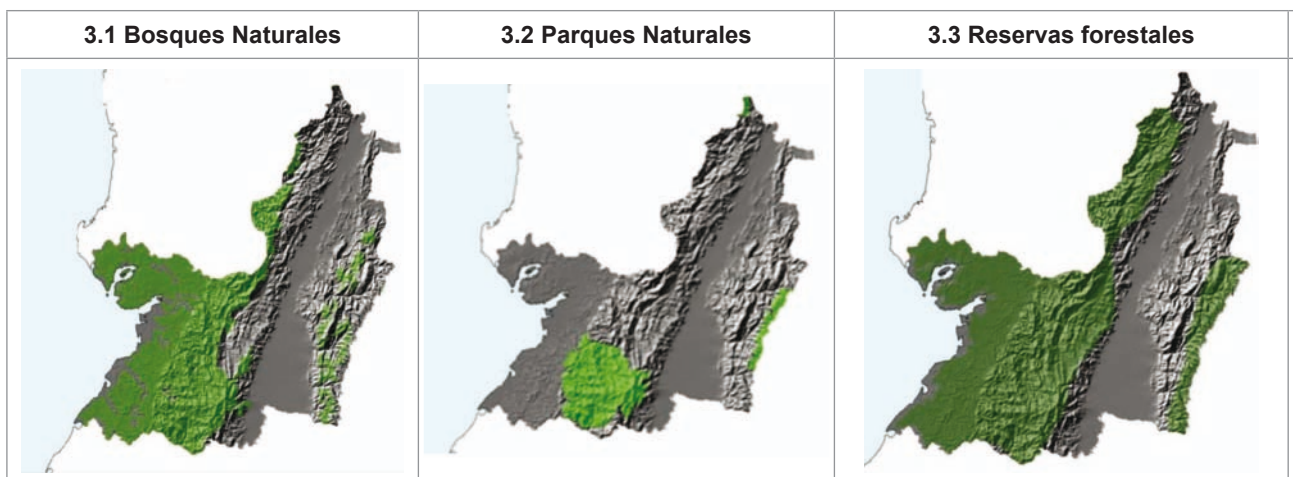 3.1 Bosques Naturales
3.2 Parques Naturales
3.3 Reservas forestales